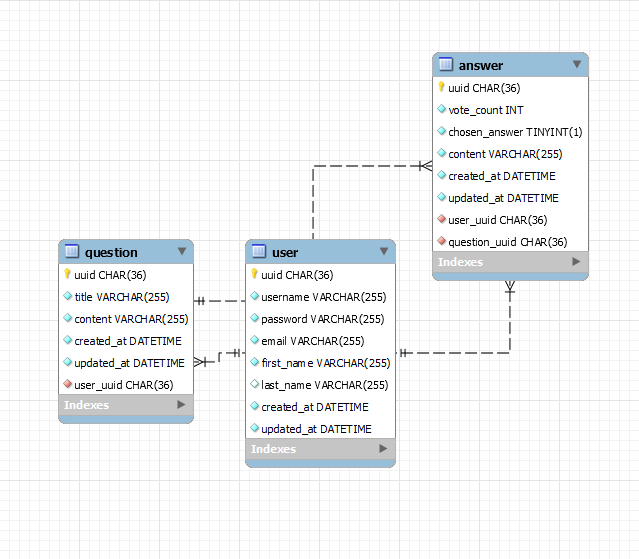 answer
uuid CHAR(36)
vote_count INT
chosen_answer TINYINT(1)
content VARCHAR(255)
created_at DATETIME
updated_at DATETIME
user_uuid CHAR(36)
question_uuid CHAR(36)
Indexes
question
uuid CHAR(36)
title VARCHAR(255)
content VARCHAR(255)
created_at DATETIME
updated_at DATETIME
user_uuid CHAR(36)
Indexes
user
uuid CHAR(36)
username VARCHAR(255)
password VARCHAR(255)
email VARCHAR(255)
first_name VARCHAR(255)
last_name VARCHAR(255)
created_at DATETIME
updated_at DATETIME
Indexes